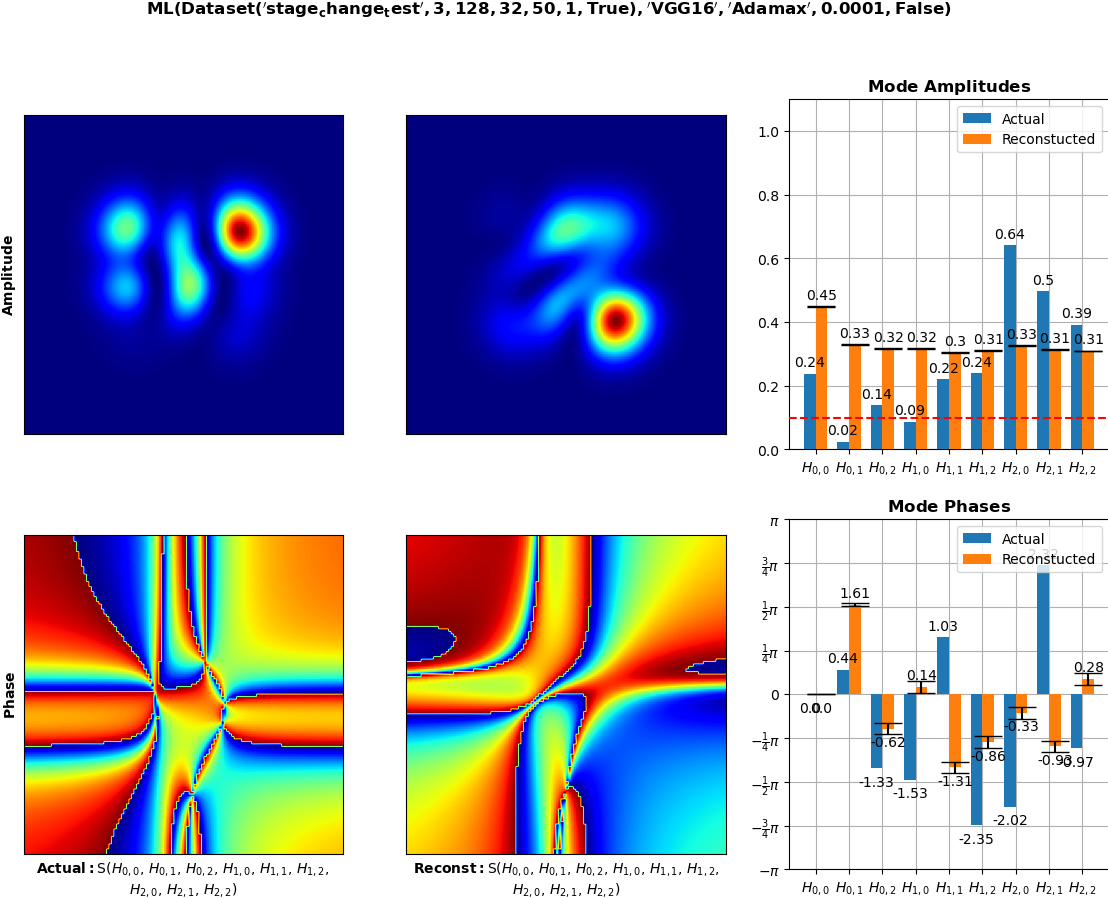 ML(Dataset('stage_change_test', 3, 128, 32, 50, 1, True), 'VGG16', 'Adamax', 0.0001, False)
Amplitude
Mode Amplitudes
Actual
Reconstucted
1.0
0.8
0.6
0.4
0.2
0.0
0.24
0.45
0.02
0.33
0.14
0.32
0.09
0.32
0.22
0.3
0.24
0.31
0.64
0.33
0.5
0.31
0.39
0.31
H0,0 H0,1 H0,2 H1,0 H1,1 H1,2 H2,0 H2,1 H2,2
Phase
Actual: S(H0,0, H0,1, H0,2, H1,0, H1,1, H1,2,
H2,0, H2,1, H2,2)
Reconst: S(H0,0, H0,1, H0,2, H1,0, H1,1, H1,2,
H2,0, H2,1, H2,2)
Mode Phases
Actual
Reconstucted
π
3/4π
1/2π
1/4π
0
−1/4π
−1/2π
−3/4π
−π
0.0
0.0
0.44
1.61
-1.33
-0.62
-1.53
0.14
1.03
-1.31
-2.35
-0.86
-2.02
-0.33
-0.93
0.28
H0,0 H0,1 H0,2 H1,0 H1,1 H1,2 H2,0 H2,1 H2,2